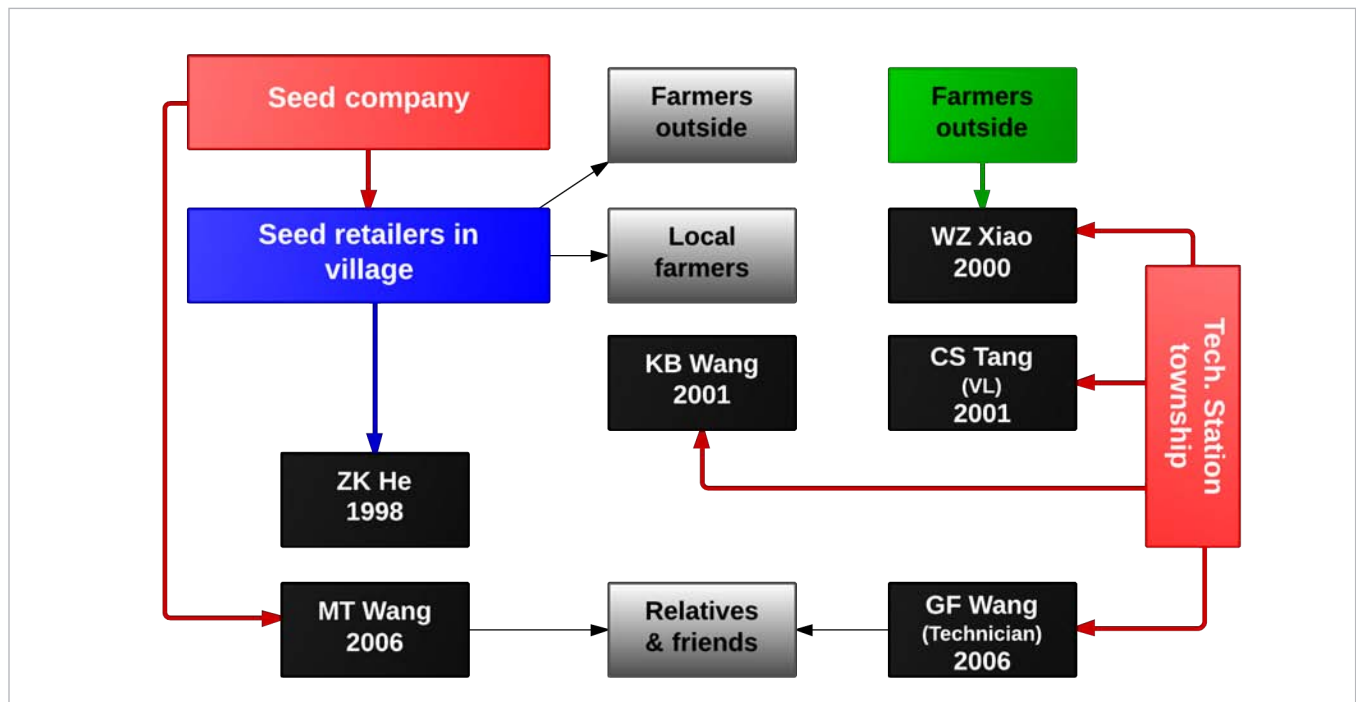 Seed company
Farmers
outside
Farmers
outside
Seed retailers in
village
Local
farmers
WZ Xiao
2000
KB Wang
2001
CS Tang
(VL)
2001
Tech. Station
township
ZK He
1998
MT Wang
2006
Relatives
& friends
GF Wang
(Technician)
2006